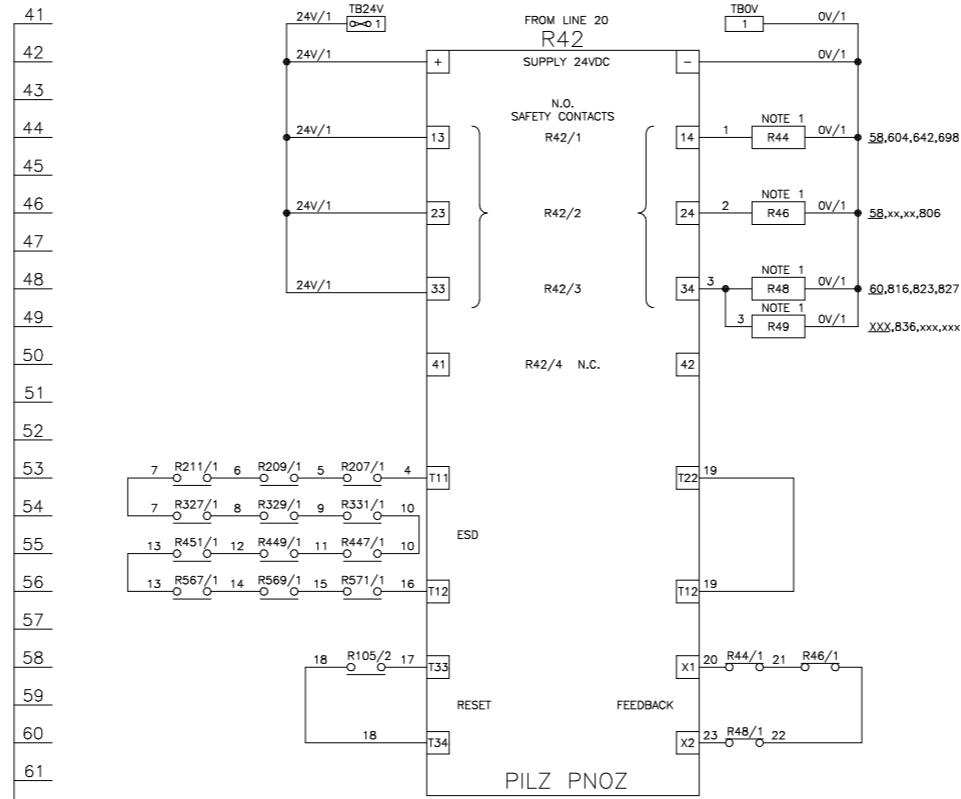 41 24V/1 TB24V 1 FROM LINE 20 TB0V 1 0V/1
R42
42 24V/1 + SUPPLY 24VDC - 0V/1
43
N.O.
SAFETY CONTACTS
NOTE 1
44 24V/1 13 R42/1 14 1 R44 0V/1 58,604,642,698
45
NOTE 1
46 24V/1 23 R42/2 24 2 R46 0V/1 58,xx,xx,806
47
NOTE 1
48 24V/1 33 R42/3 34 3 R48 0V/1 60,816,823,827
NOTE 1
49 3 R49 0V/1 XXX,836,xxx,xxx
50 41 R42/4 N.C. 42
51
52
53 7 R211/1 6 R209/1 5 R207/1 4 T11 T22 19
54 7 R327/1 8 R329/1 9 R331/1 10
ESD
55 13 R451/1 12 R449/1 11 R447/1 10
56 13 R567/1 14 R569/1 15 R571/1 16 T12 T12 19
57
58 18 R105/2 17 T33 X1 20 R44/1 21 R46/1
59 RESET FEEDBACK
60 18 T34 X2 23 R48/1 22
61 PILZ PNOZ